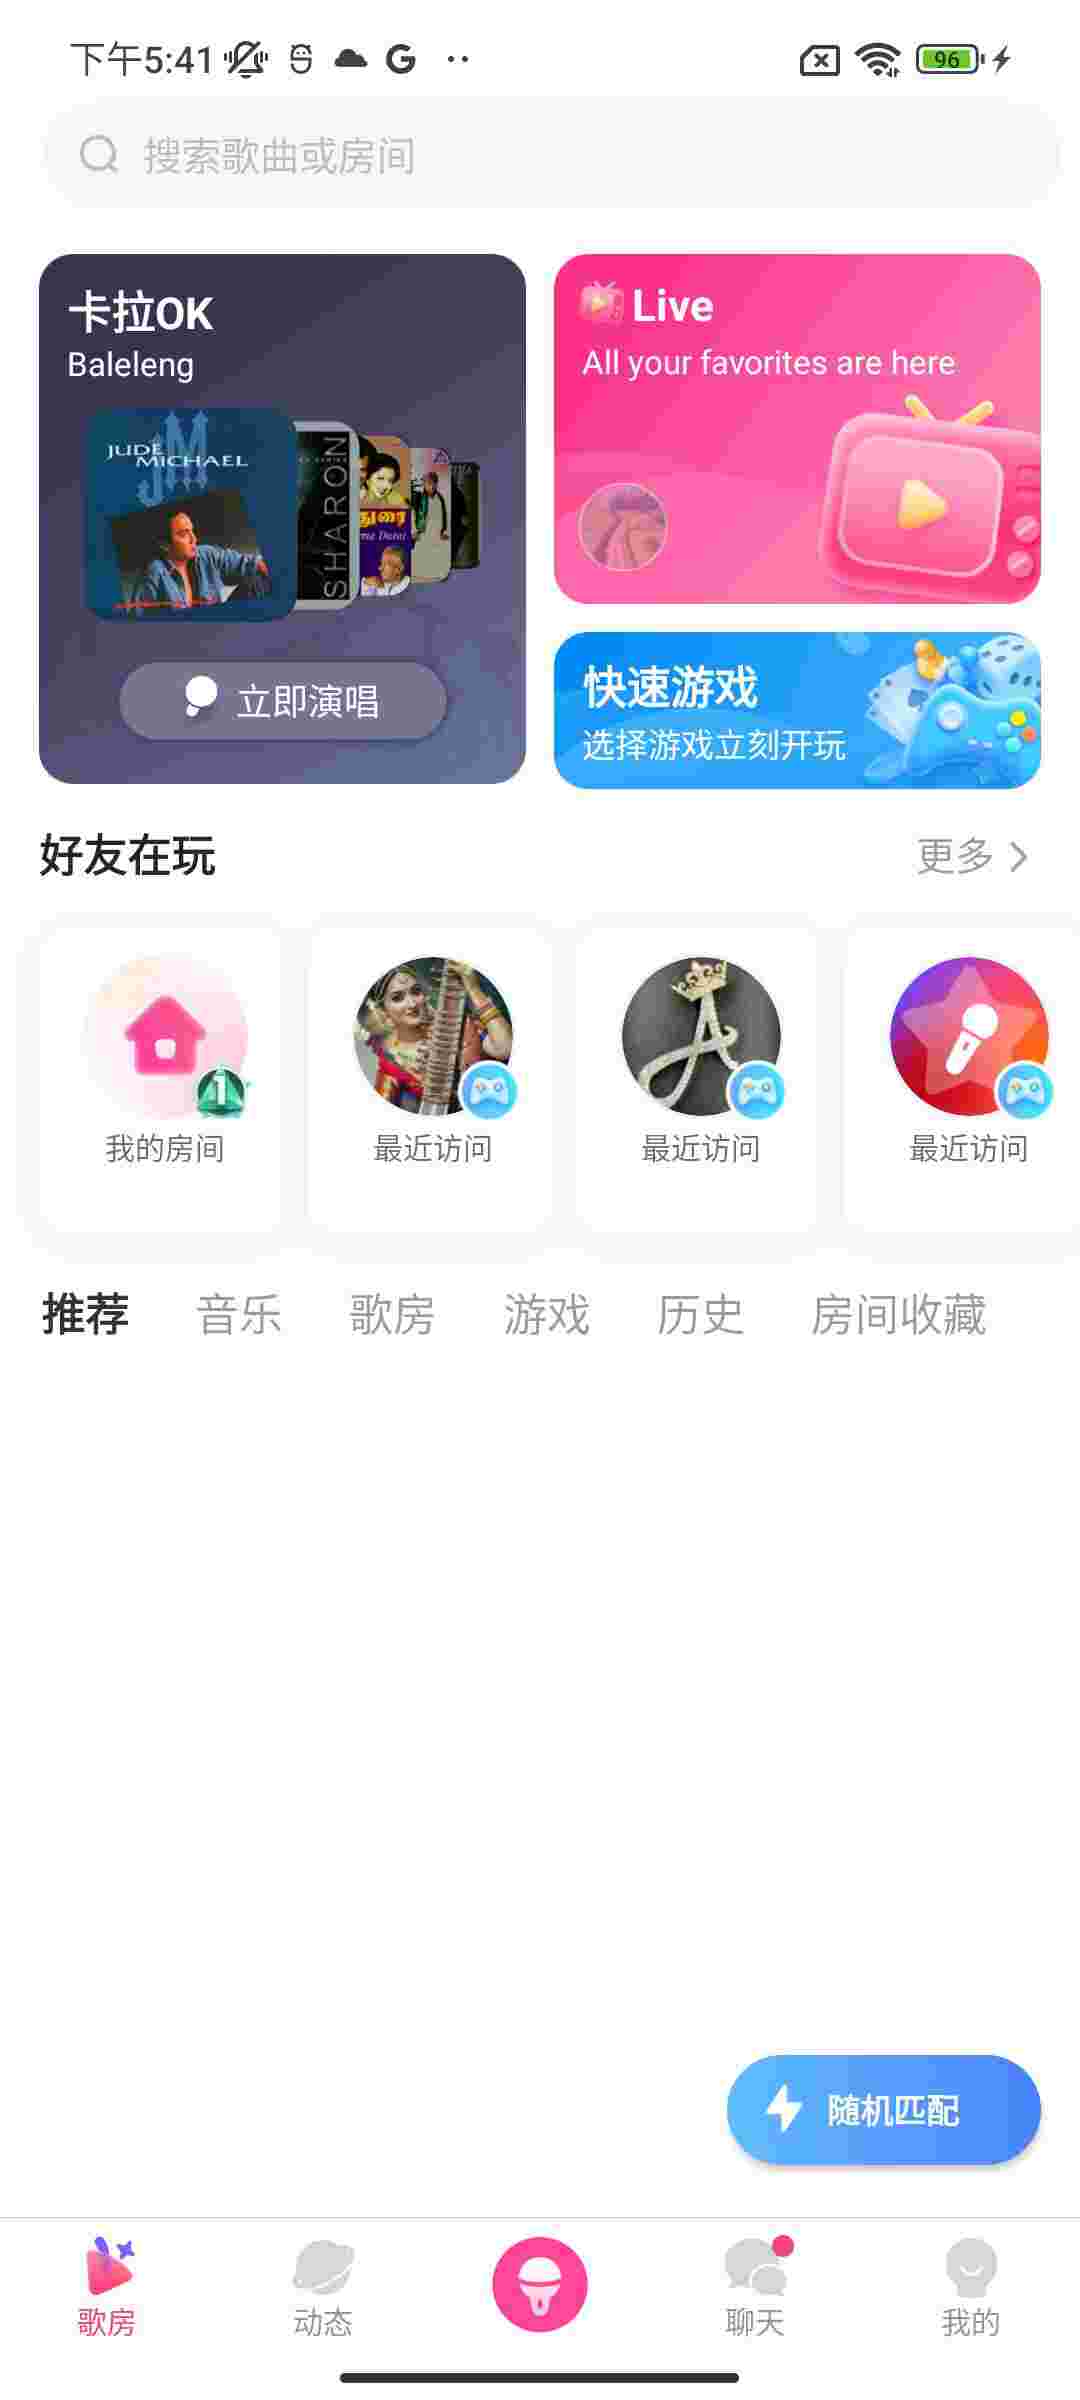 下午5:41
96
搜索歌曲或房间
卡拉OK
Baleleng
JUDE
MICHAEL
JM
SHARON
துரை
立即演唱
Live
All your favorites are here
快速游戏
选择游戏立刻开玩
好友在玩
更多
1
我的房间
最近访问
A
最近访问
最近访问
推荐 音乐 歌房 游戏 历史 房间收藏
随机匹配
歌房 动态 聊天 我的